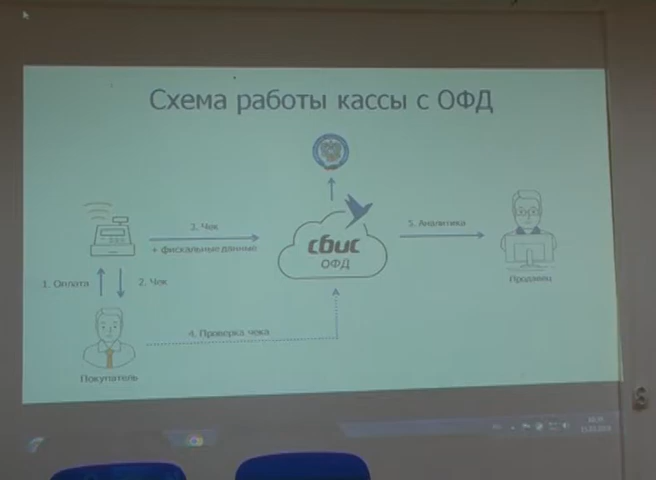 Схема работы кассы с ОФД
3. Чек
+ фискальные данные
сбис
ОФД
5. Аналитика
Продавец
1. Оплата
2. Чек
4. Проверка чека
Покупатель